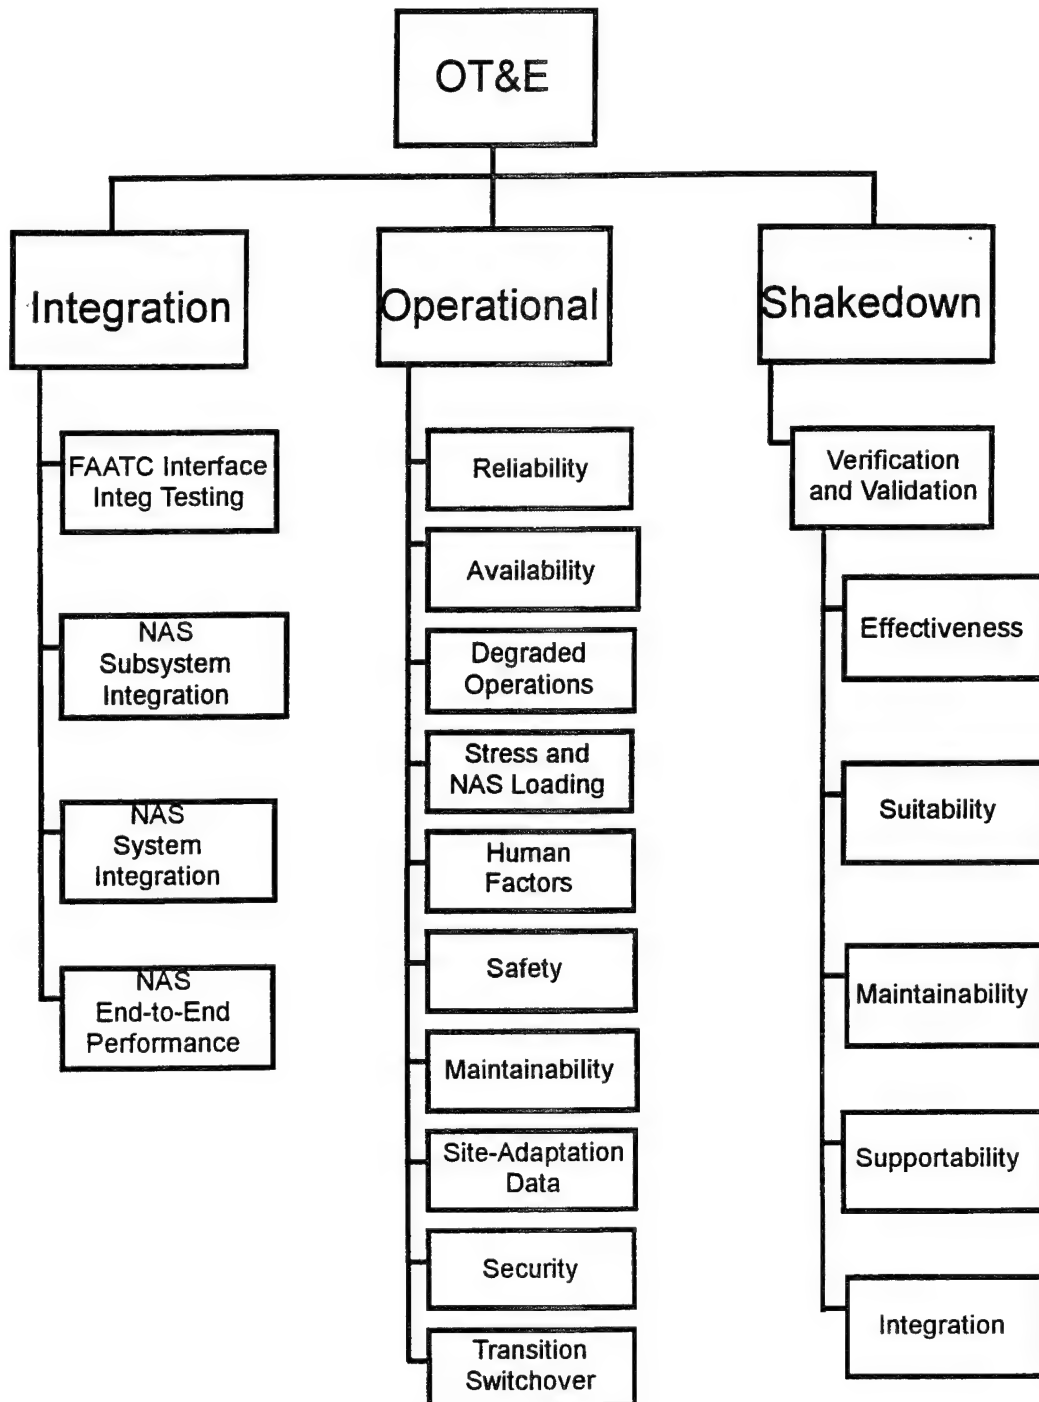 OT&E
Integration
Operational
Shakedown
FAATC Interface
Integ Testing
NAS
Subsystem
Integration
NAS
System
Integration
NAS
End-to-End
Performance
Reliability
Availability
Degraded
Operations
Stress and
NAS Loading
Human
Factors
Safety
Maintainability
Site-Adaptation
Data
Security
Transition
Switchover
Verification
and Validation
Effectiveness
Suitability
Maintainability
Supportability
Integration